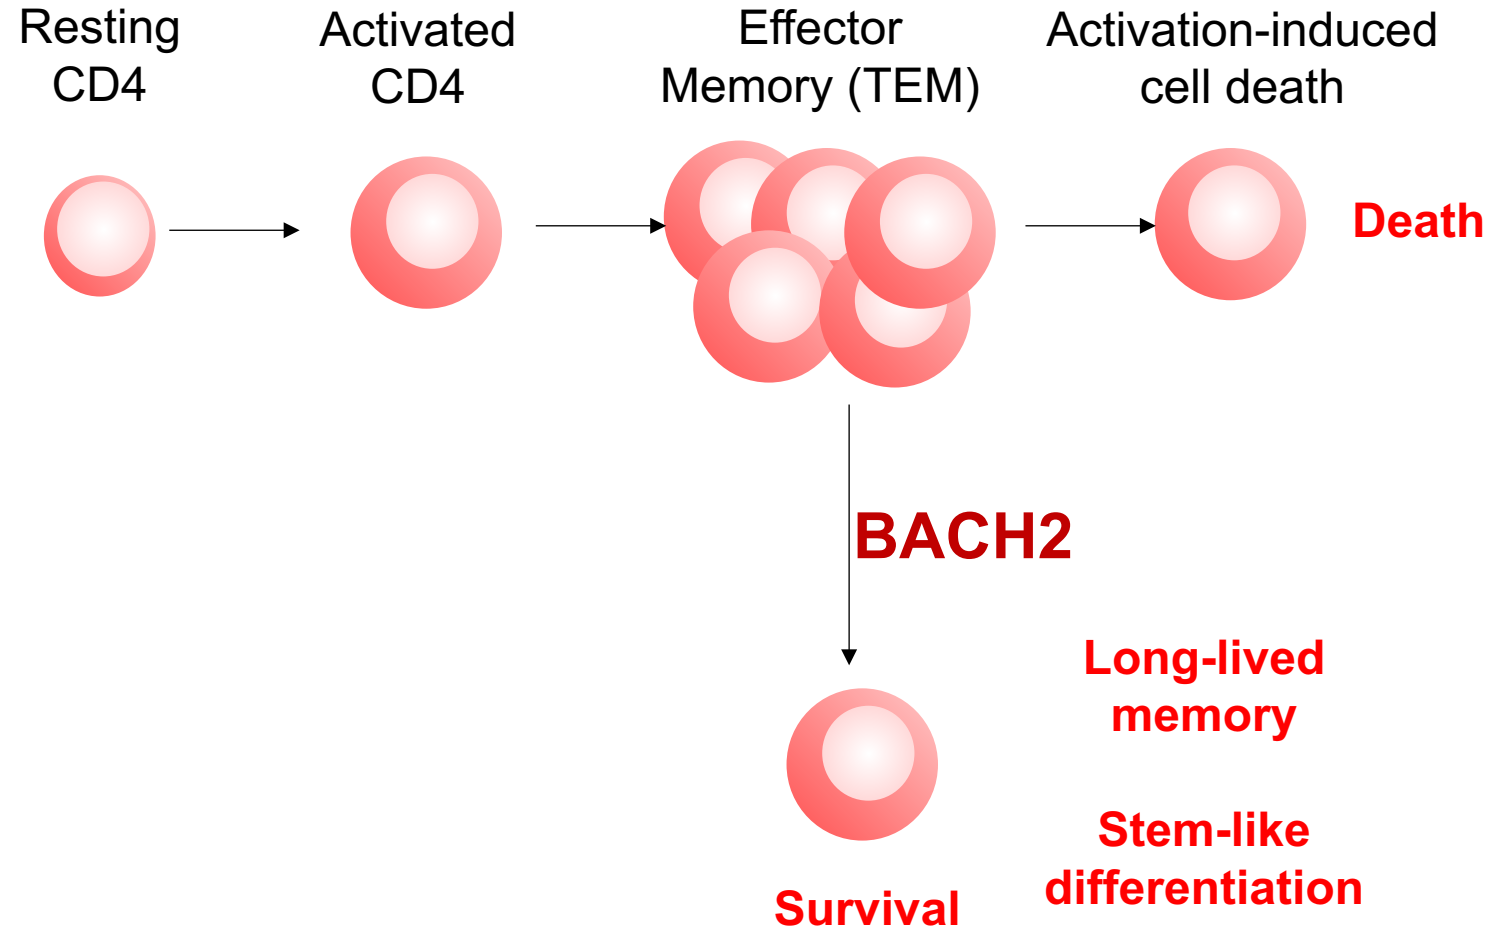 Resting
CD4
Activated
CD4
Effector
Memory (TEM)
Activation-induced
cell death
Death
BACH2
Long-lived
memory
Stem-like
differentiation
Survival